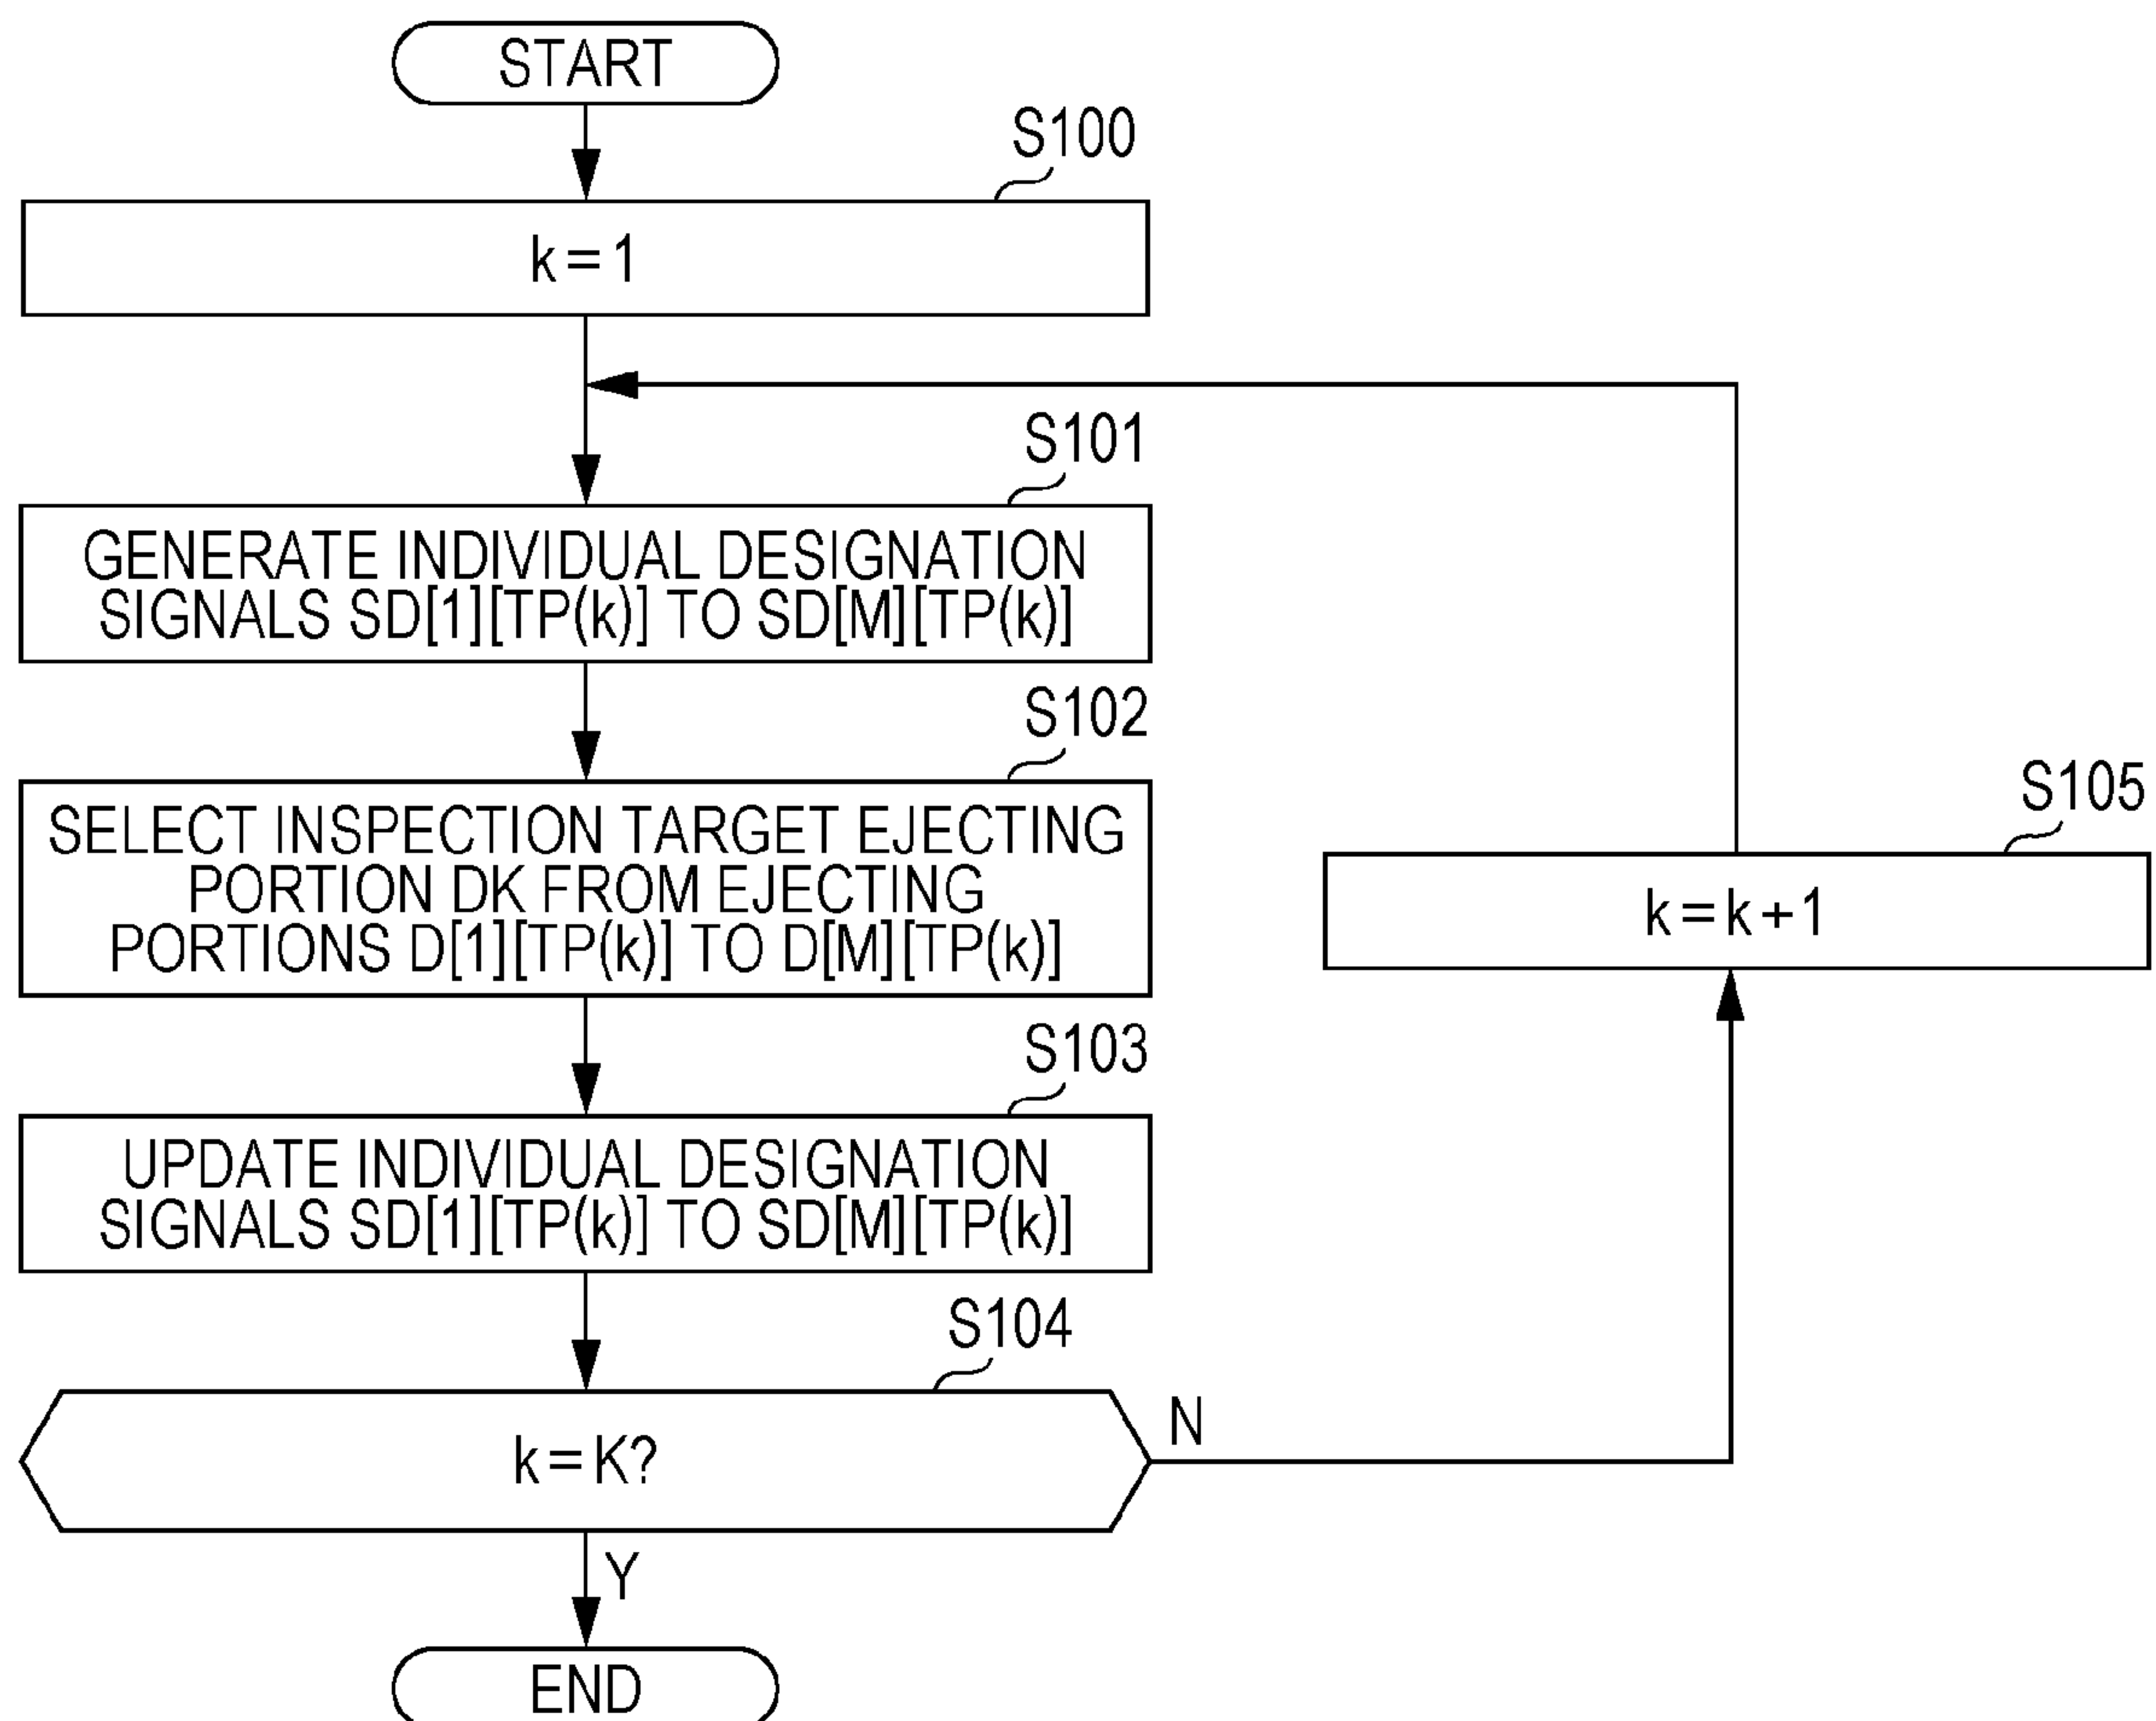 START
S100
k=1
S101
GENERATE INDIVIDUAL DESIGNATION
SIGNALS SD[1][TP(k)] TO SD[M][TP(k)]
S102
SELECT INSPECTION TARGET EJECTING
PORTION DK FROM EJECTING
PORTIONS D[1][TP(k)] TO D[M][TP(k)]
S105
k=k+1
S103
UPDATE INDIVIDUAL DESIGNATION
SIGNALS SD[1][TP(k)] TO SD[M][TP(k)]
S104
k=K?
N
Y
END